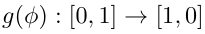 g(ϕ) : [0, 1] → [1, 0]